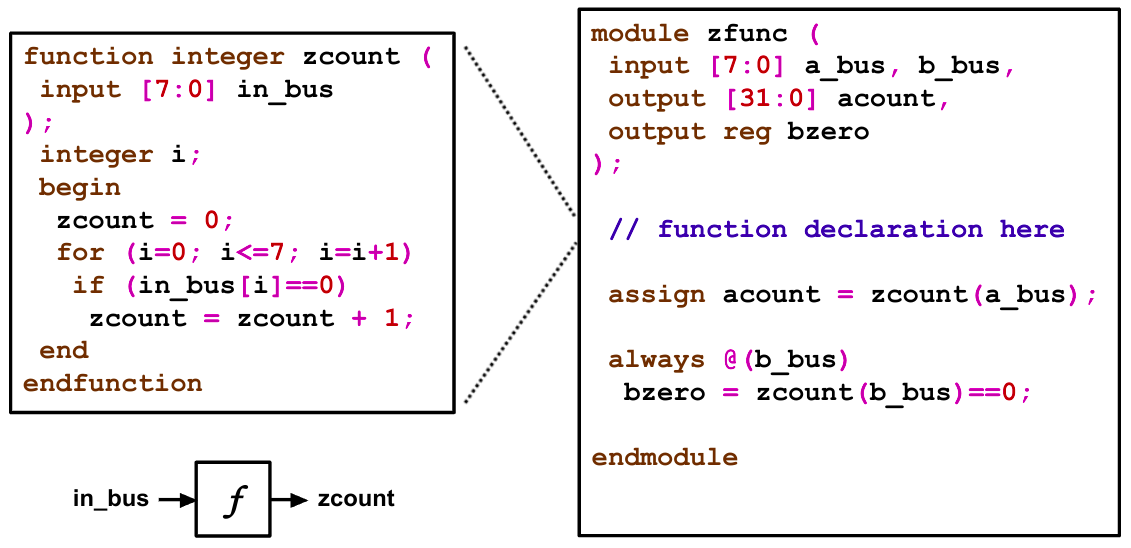 function integer zcount (
input [7:0] in_bus
);
integer i;
begin
zcount = 0;
for (i=0; i<=7; i=i+1)
if (in_bus[i]==0)
zcount = zcount + 1;
end
endfunction
in_bus
f
zcount
module zfunc (
input [7:0] a_bus, b_bus,
output [31:0] acount,
output reg bzero
);
// function declaration here
assign acount = zcount(a_bus);
always @(b_bus)
bzero = zcount(b_bus)==0;
endmodule